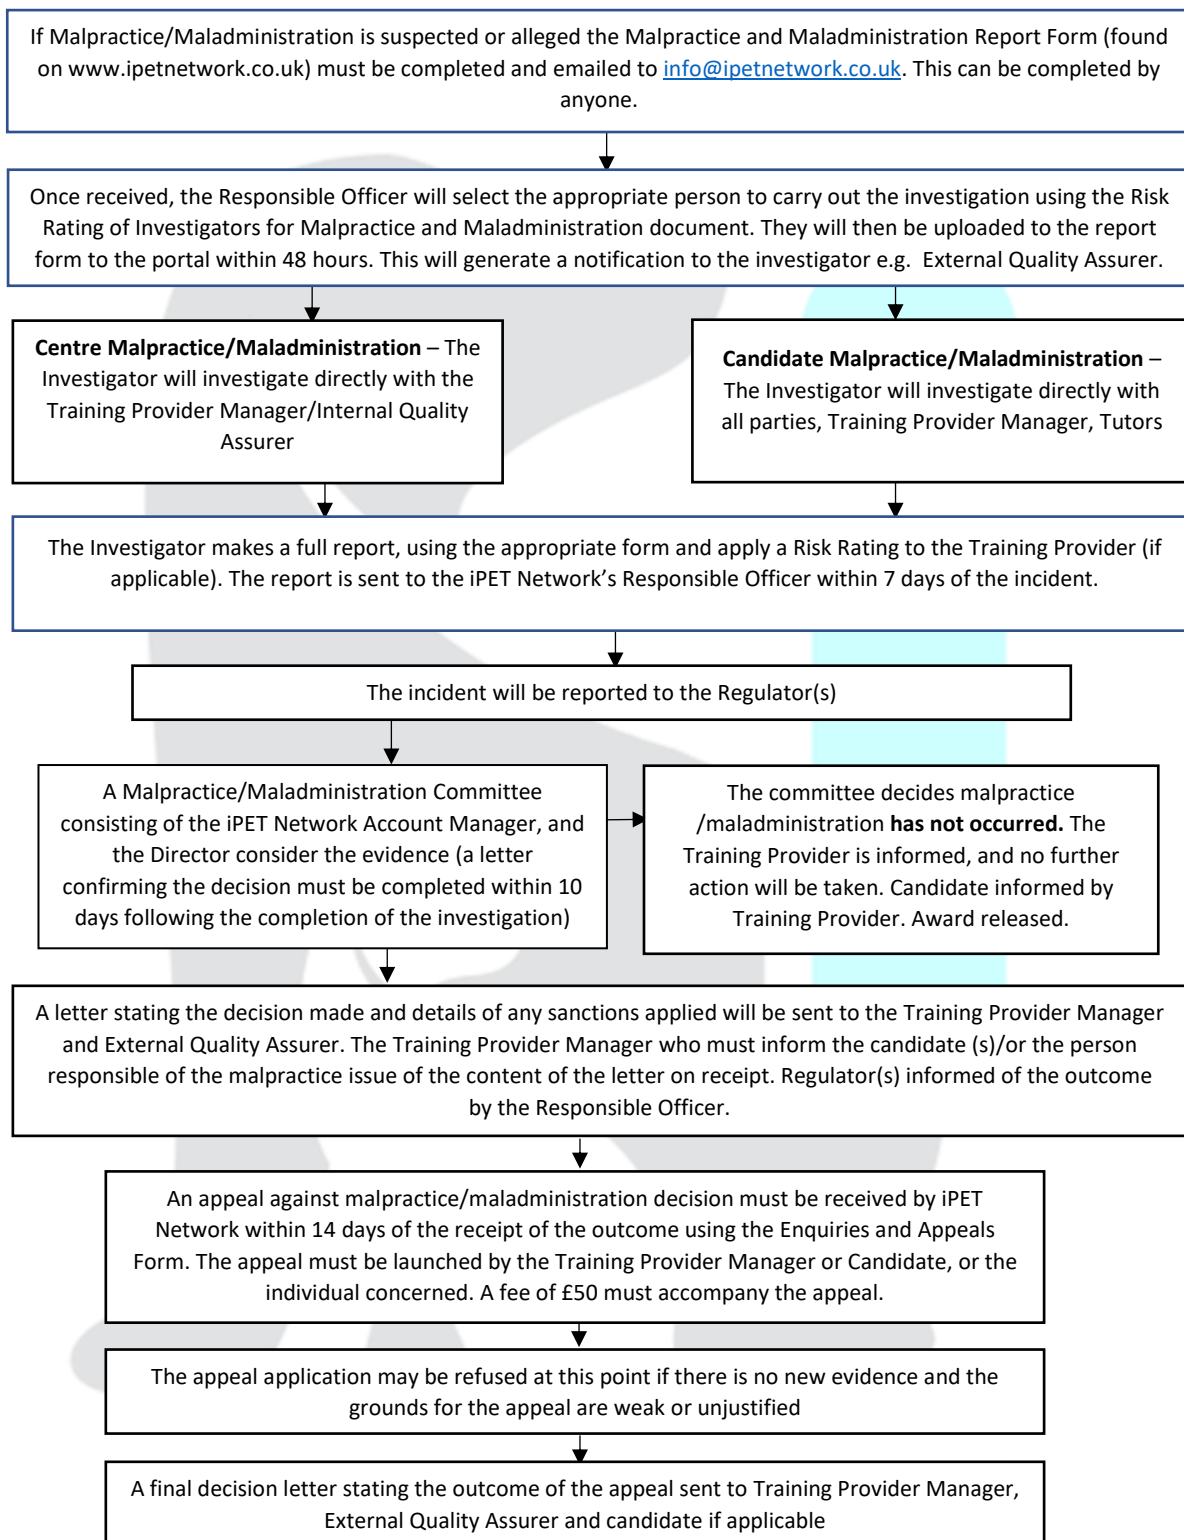 If Malpractice/Maladministration is suspected or alleged the Malpractice and Maladministration Report Form (found
on www.ipetnetwork.co.uk) must be completed and emailed to info@ipetnetwork.co.uk. This can be completed by
anyone.
Once received, the Responsible Officer will select the appropriate person to carry out the investigation using the Risk
Rating of Investigators for Malpractice and Maladministration document. They will then be uploaded to the report
form to the portal within 48 hours. This will generate a notification to the investigator e.g. External Quality Assurer.
Centre Malpractice/Maladministration – The
Investigator will investigate directly with the
Training Provider Manager/Internal Quality
Assurer
Candidate Malpractice/Maladministration –
The Investigator will investigate directly with
all parties, Training Provider Manager, Tutors
The Investigator makes a full report, using the appropriate form and apply a Risk Rating to the Training Provider (if
applicable). The report is sent to the iPET Network’s Responsible Officer within 7 days of the incident.
The incident will be reported to the Regulator(s)
A Malpractice/Maladministration Committee
consisting of the iPET Network Account Manager, and
the Director consider the evidence (a letter
confirming the decision must be completed within 10
days following the completion of the investigation)
The committee decides malpractice
/maladministration has not occurred. The
Training Provider is informed, and no further
action will be taken. Candidate informed by
Training Provider. Award released.
A letter stating the decision made and details of any sanctions applied will be sent to the Training Provider Manager
and External Quality Assurer. The Training Provider Manager who must inform the candidate (s)/or the person
responsible of the malpractice issue of the content of the letter on receipt. Regulator(s) informed of the outcome
by the Responsible Officer.
An appeal against malpractice/maladministration decision must be received by iPET
Network within 14 days of the receipt of the outcome using the Enquiries and Appeals
Form. The appeal must be launched by the Training Provider Manager or Candidate, or the
individual concerned. A fee of £50 must accompany the appeal.
The appeal application may be refused at this point if there is no new evidence and the
grounds for the appeal are weak or unjustified
A final decision letter stating the outcome of the appeal sent to Training Provider Manager,
External Quality Assurer and candidate if applicable